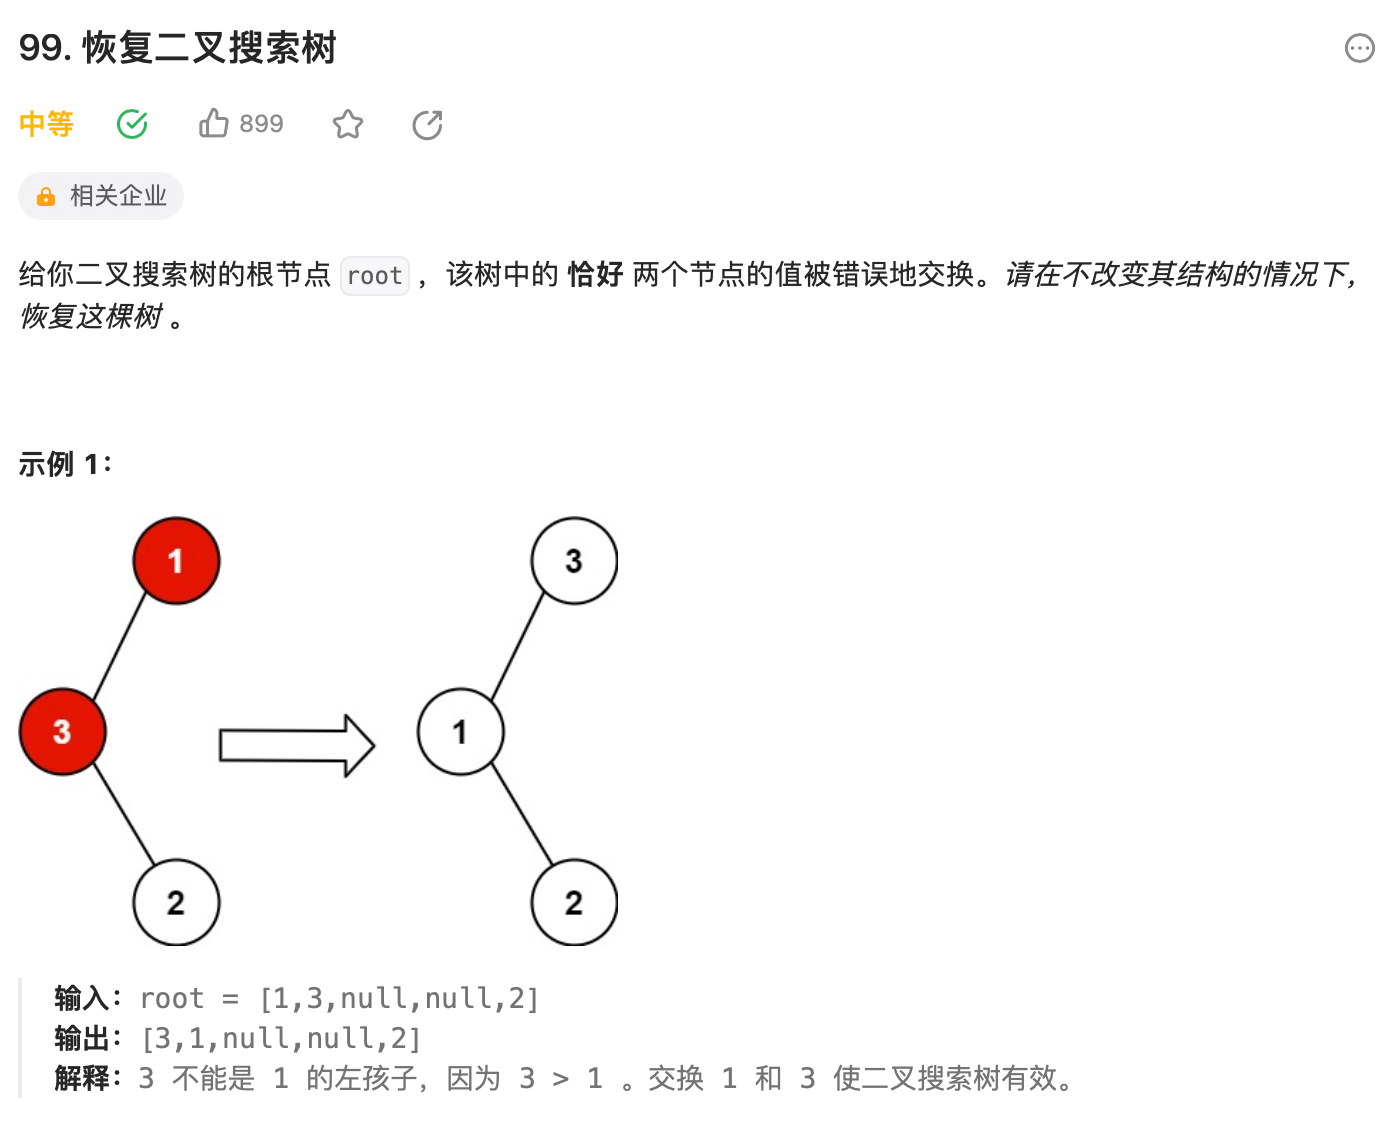 99. 恢复二叉搜索树
中等 899
相关企业
给你二叉搜索树的根节点 root ，该树中的 恰好 两个节点的值被错误地交换。请在不改变其结构的情况下，
恢复这棵树 。
示例 1：
1 3
3 1
2 2
输入：root = [1,3,null,null,2]
输出：[3,1,null,null,2]
解释：3 不能是 1 的左孩子，因为 3 > 1 。交换 1 和 3 使二叉搜索树有效。